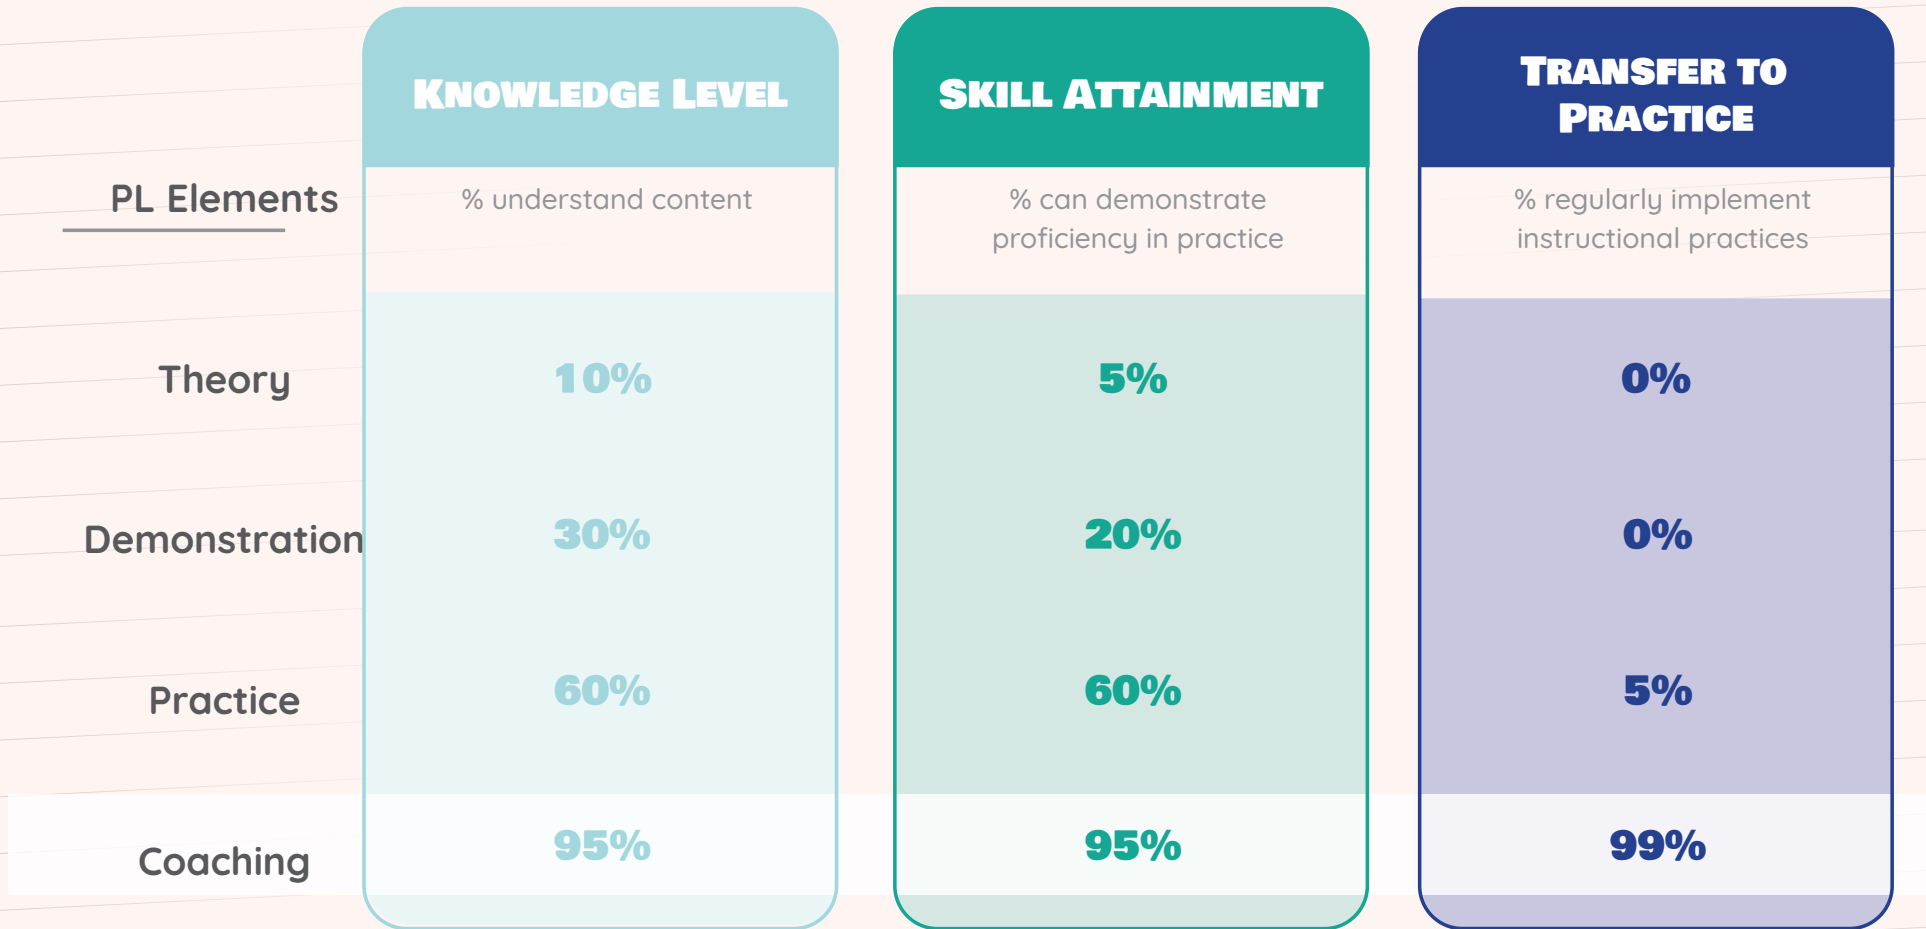 Knowledge Level
Skill Attainment
Transfer to
Practice
PL Elements
% understand content
% can demonstrate
proficiency in practice
% regularly implement
instructional practices
Theory
10%
5%
0%
Demonstration
30%
20%
0%
Practice
60%
60%
5%
Coaching
95%
95%
99%